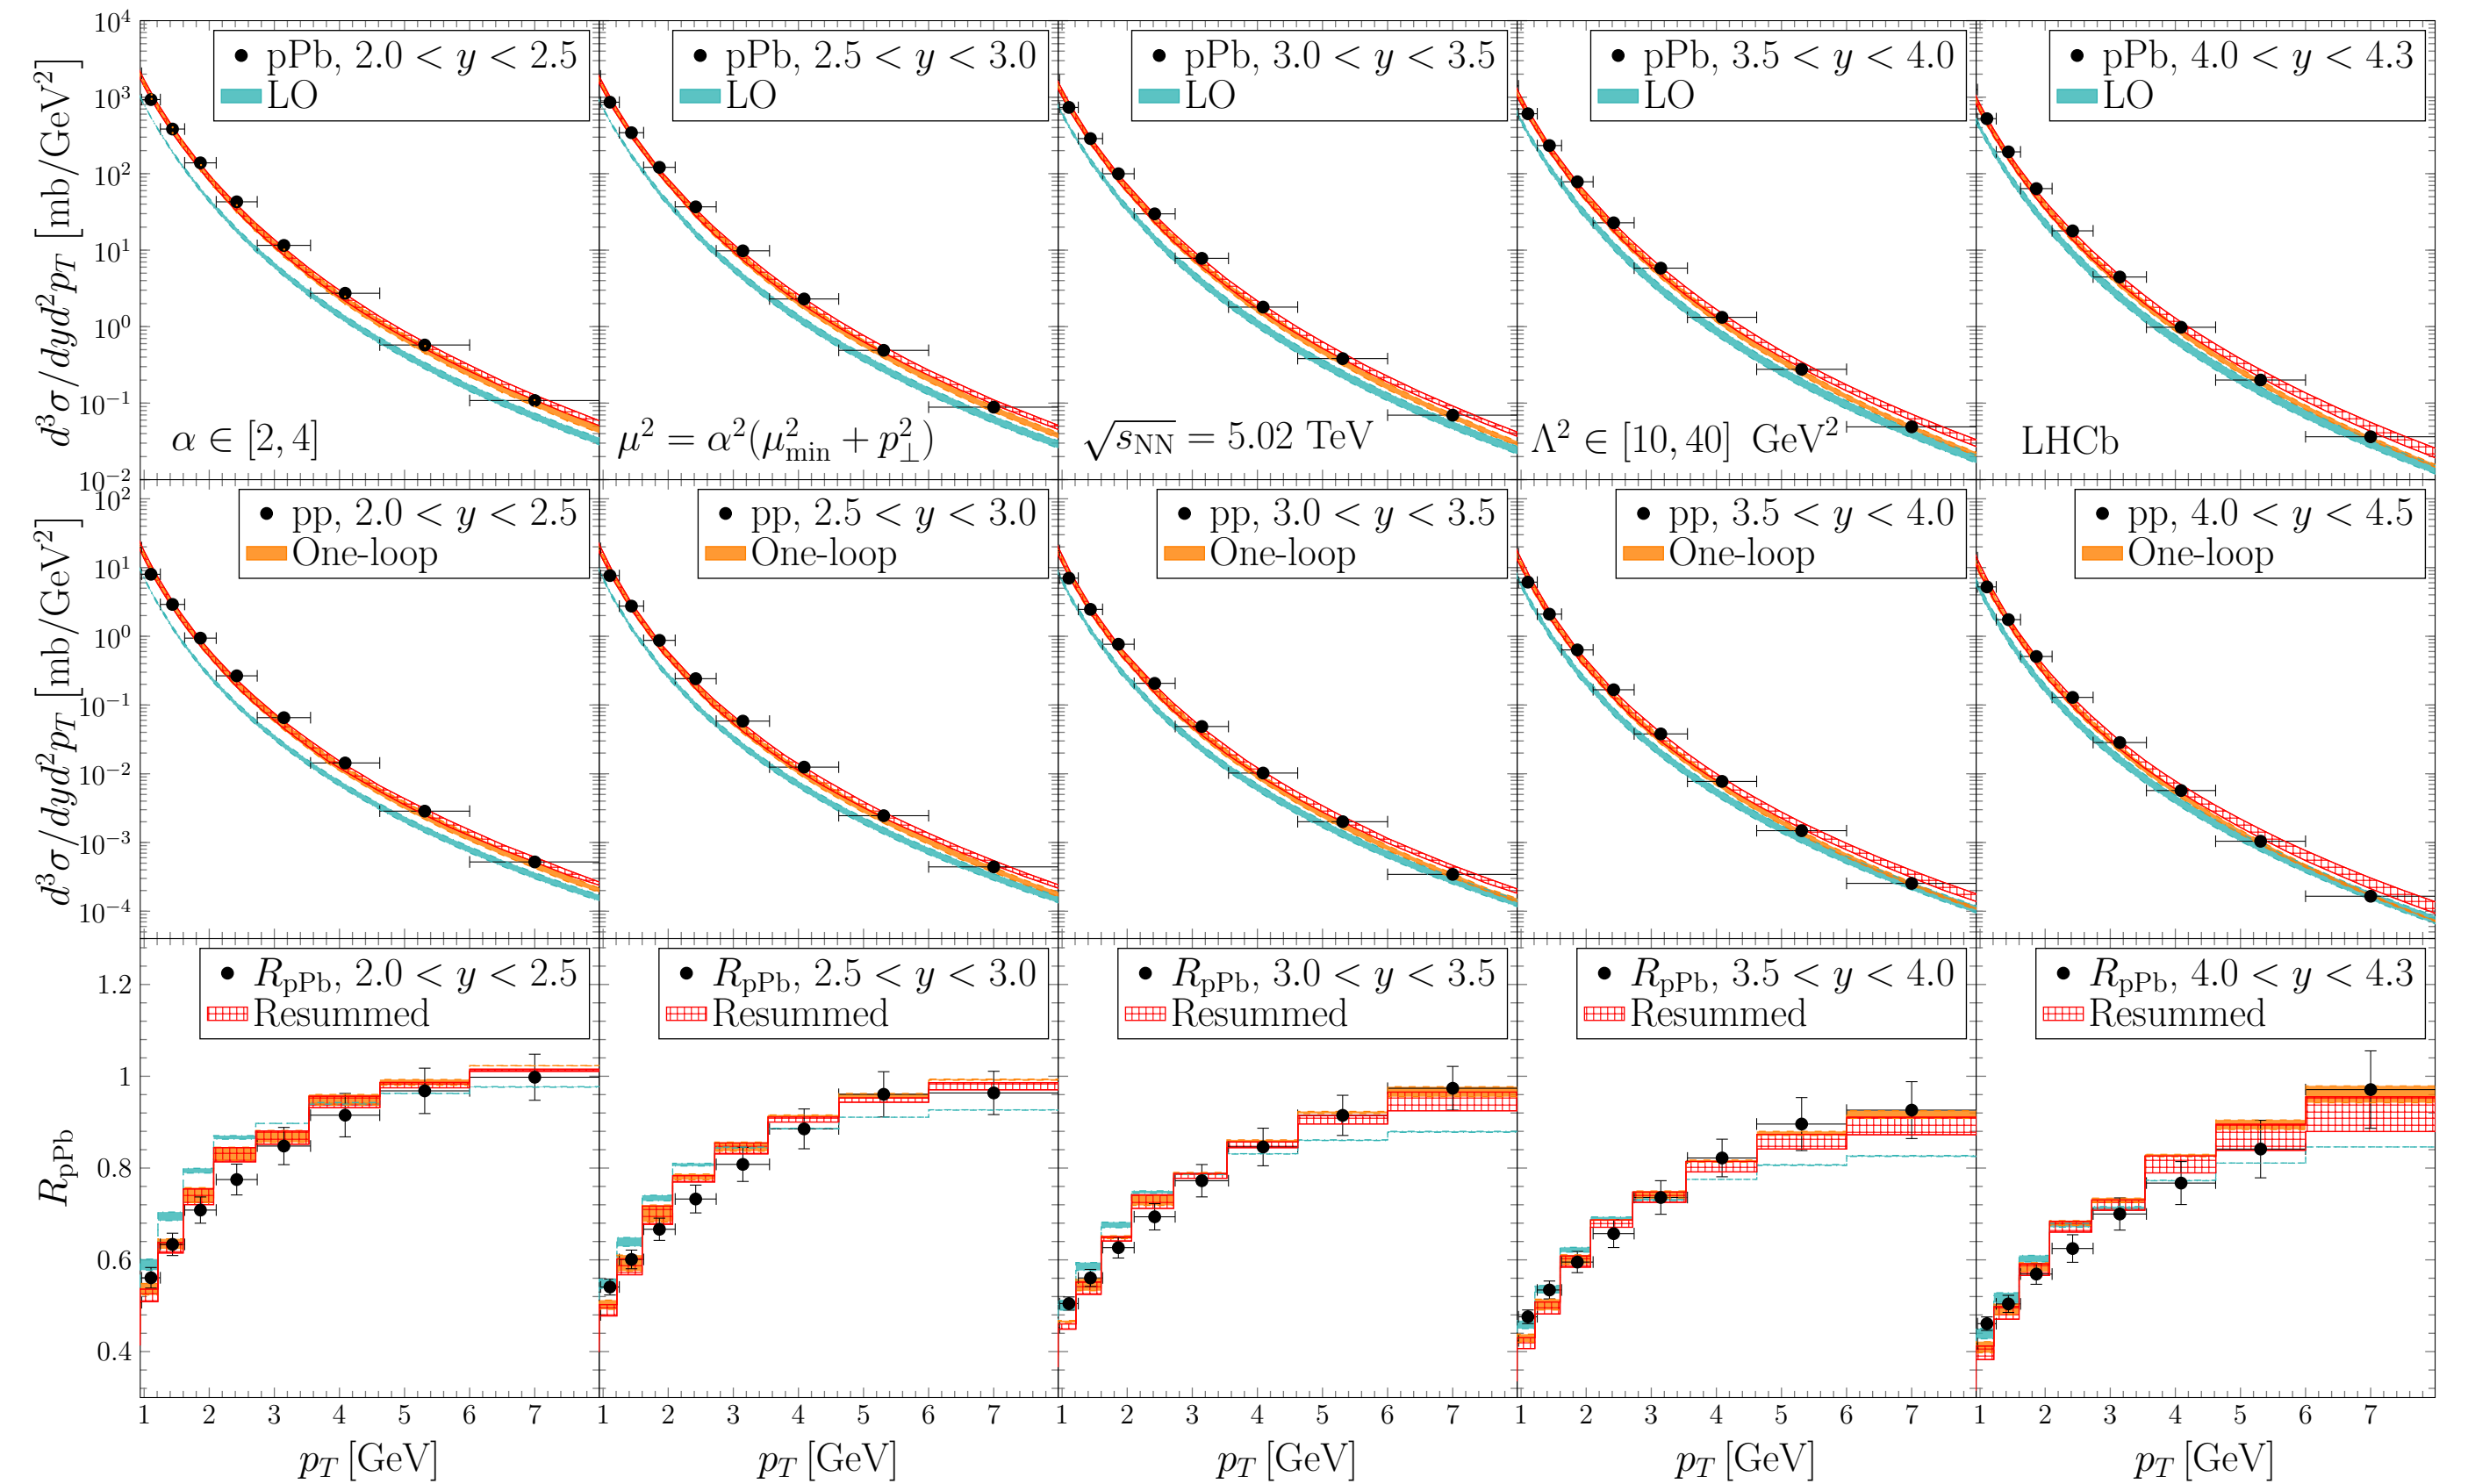 d³σ/dyd²p_T [mb/GeV²]
10⁴
10³
10²
10¹
10⁰
10⁻¹
10⁻²
pPb, 2.0 < y < 2.5
LO
α ∈ [2, 4]
pPb, 2.5 < y < 3.0
LO
μ² = α²(μ²_min + p²_⊥)
pPb, 3.0 < y < 3.5
LO
√s_NN = 5.02 TeV
pPb, 3.5 < y < 4.0
LO
Λ² ∈ [10, 40] GeV²
pPb, 4.0 < y < 4.3
LO
LHCb
d³σ/dyd²p_T [mb/GeV²]
10²
10¹
10⁰
10⁻¹
10⁻²
10⁻³
10⁻⁴
pp, 2.0 < y < 2.5
One-loop
pp, 2.5 < y < 3.0
One-loop
pp, 3.0 < y < 3.5
One-loop
pp, 3.5 < y < 4.0
One-loop
pp, 4.0 < y < 4.5
One-loop
R_pPb
1.2
1
0.8
0.6
0.4
R_pPb, 2.0 < y < 2.5
Resummed
R_pPb, 2.5 < y < 3.0
Resummed
R_pPb, 3.0 < y < 3.5
Resummed
R_pPb, 3.5 < y < 4.0
Resummed
R_pPb, 4.0 < y < 4.3
Resummed
1 2 3 4 5 6 7 1 2 3 4 5 6 7 1 2 3 4 5 6 7 1 2 3 4 5 6 7 1 2 3 4 5 6 7
p_T [GeV] p_T [GeV] p_T [GeV] p_T [GeV] p_T [GeV]